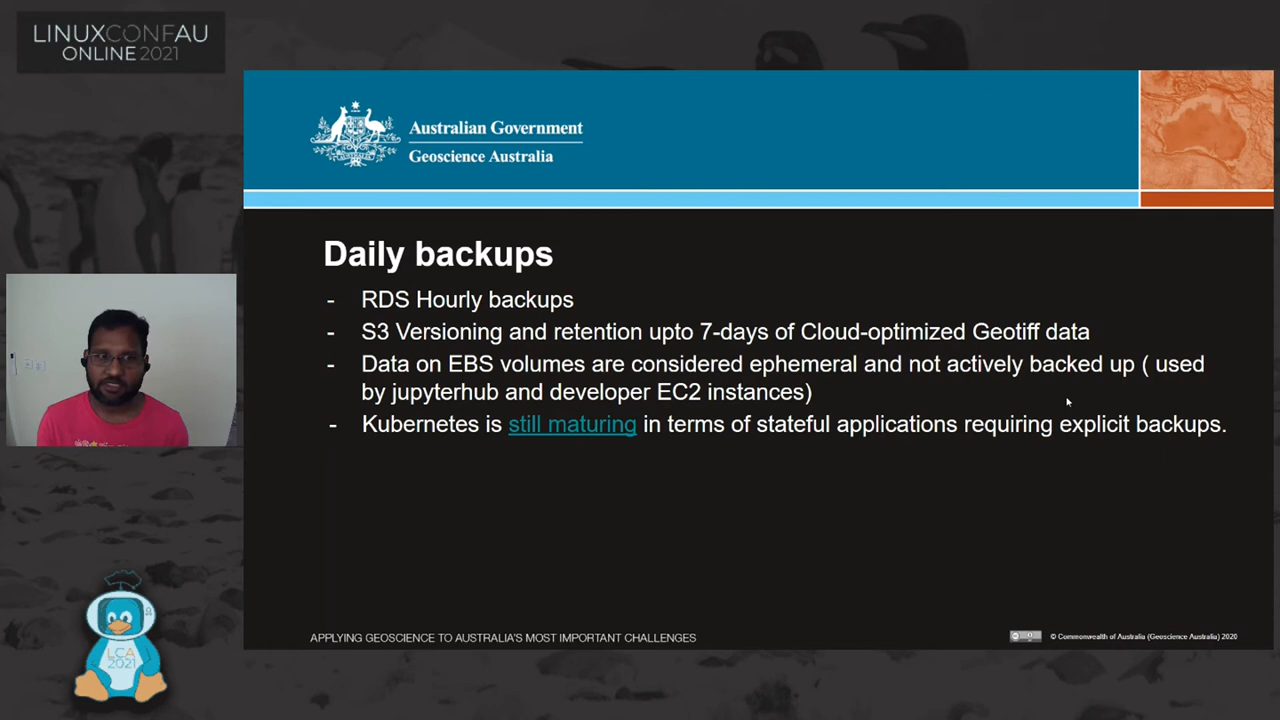 LINUXCONFAU
ONLINE 2021
Australian Government
Geoscience Australia
Daily backups
- RDS Hourly backups
- S3 Versioning and retention upto 7-days of Cloud-optimized Geotiff data
- Data on EBS volumes are considered ephemeral and not actively backed up ( used
by jupyterhub and developer EC2 instances)
- Kubernetes is still maturing in terms of stateful applications requiring explicit backups.
LCA
2021
APPLYING GEOSCIENCE TO AUSTRALIA'S MOST IMPORTANT CHALLENGES
© Commonwealth of Australia (Geoscience Australia) 2020